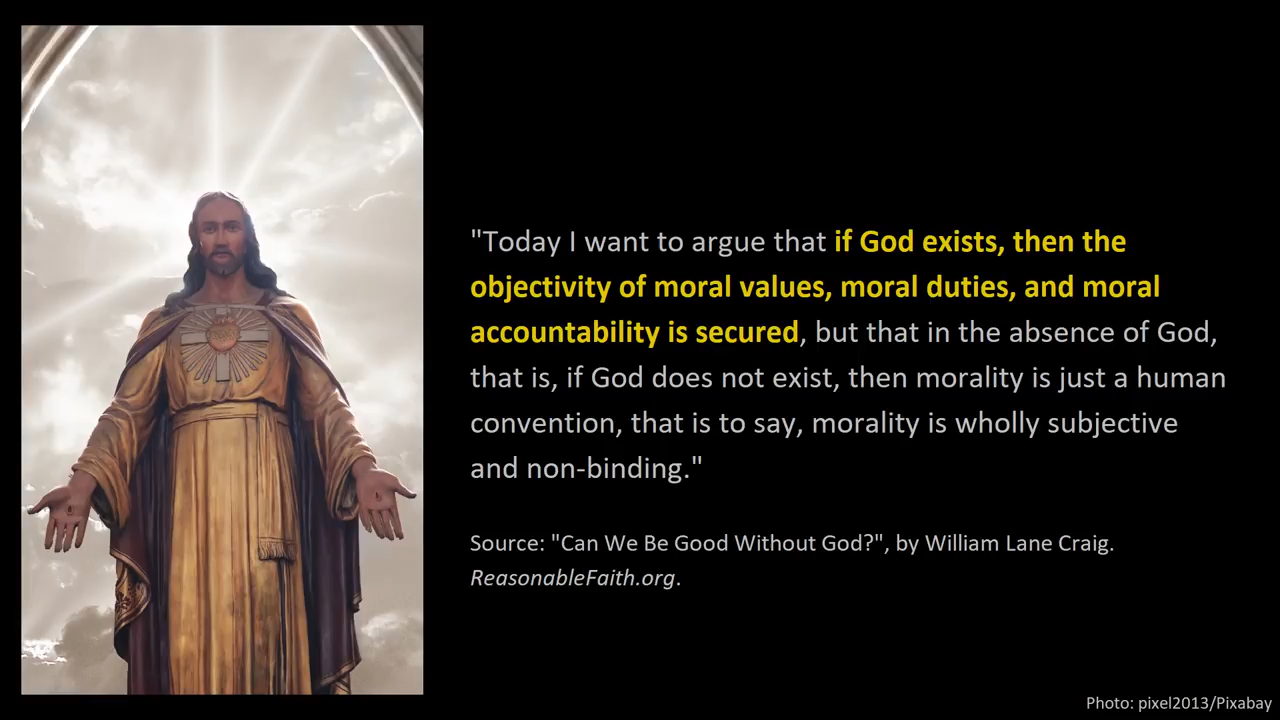 "Today I want to argue that if God exists, then the
objectivity of moral values, moral duties, and moral
accountability is secured, but that in the absence of God,
that is, if God does not exist, then morality is just a human
convention, that is to say, morality is wholly subjective
and non-binding."
Source: "Can We Be Good Without God?", by William Lane Craig.
ReasonableFaith.org.
Photo: pixel2013/Pixabay